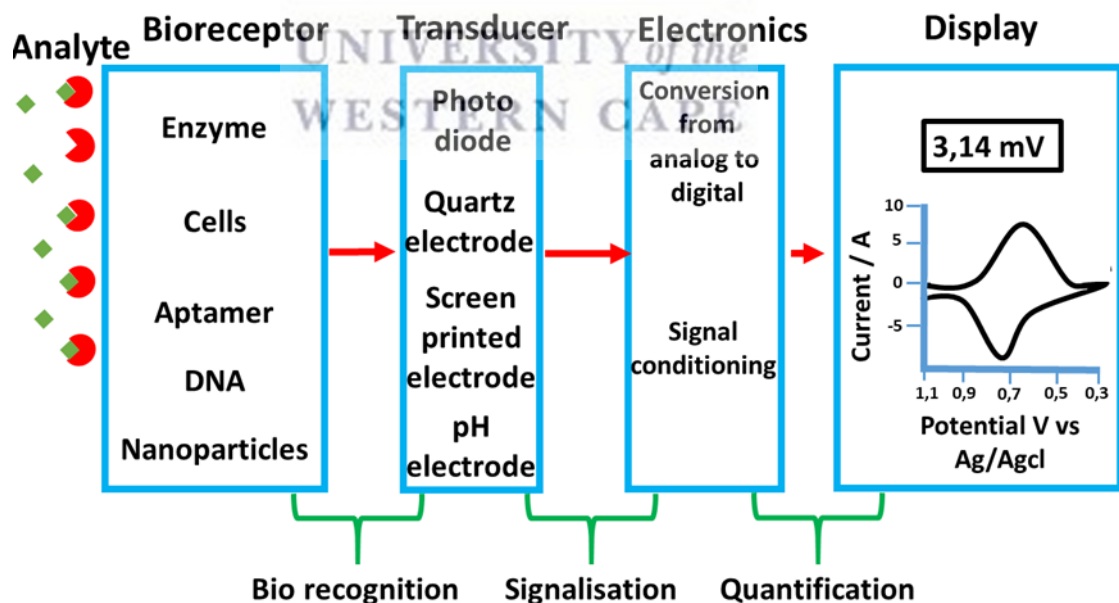 Analyte
Bioreceptor
Transducer
Electronics
Display
UNIVERSITY of the
WESTERN CAPE
Enzyme
Cells
Aptamer
DNA
Nanoparticles
Photo
diode
Quartz
electrode
Screen
printed
electrode
pH
electrode
Conversion
from
analog to
digital
Signal
conditioning
3,14 mV
Current / A
10
5
0
-5
1,1 0,9 0,7 0,5 0,3
Potential V vs
Ag/Agcl
Bio recognition
Signalisation
Quantification